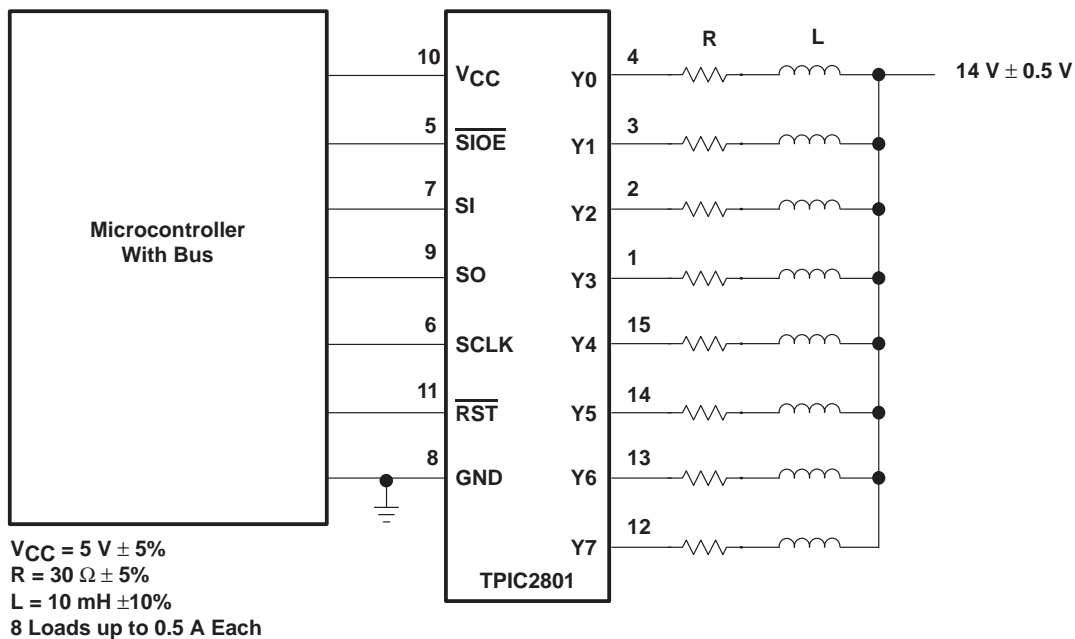 R L
10 VCC Y0 4 14 V ± 0.5 V
5 SIOE Y1 3
7 SI Y2 2
Microcontroller
With Bus
9 SO Y3 1
6 SCLK Y4 15
11 RST Y5 14
8 GND Y6 13
Y7 12
TPIC2801
VCC = 5 V ± 5%
R = 30 Ω ± 5%
L = 10 mH ±10%
8 Loads up to 0.5 A Each